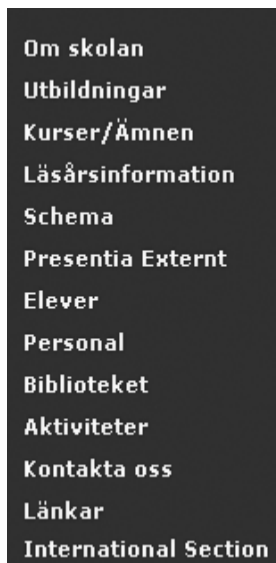 Om skolan
Utbildningar
Kurser/Ämnen
Läsårsinformation
Schema
Presentia Externt
Elever
Personal
Biblioteket
Aktiviteter
Kontakta oss
Länkar
International Section